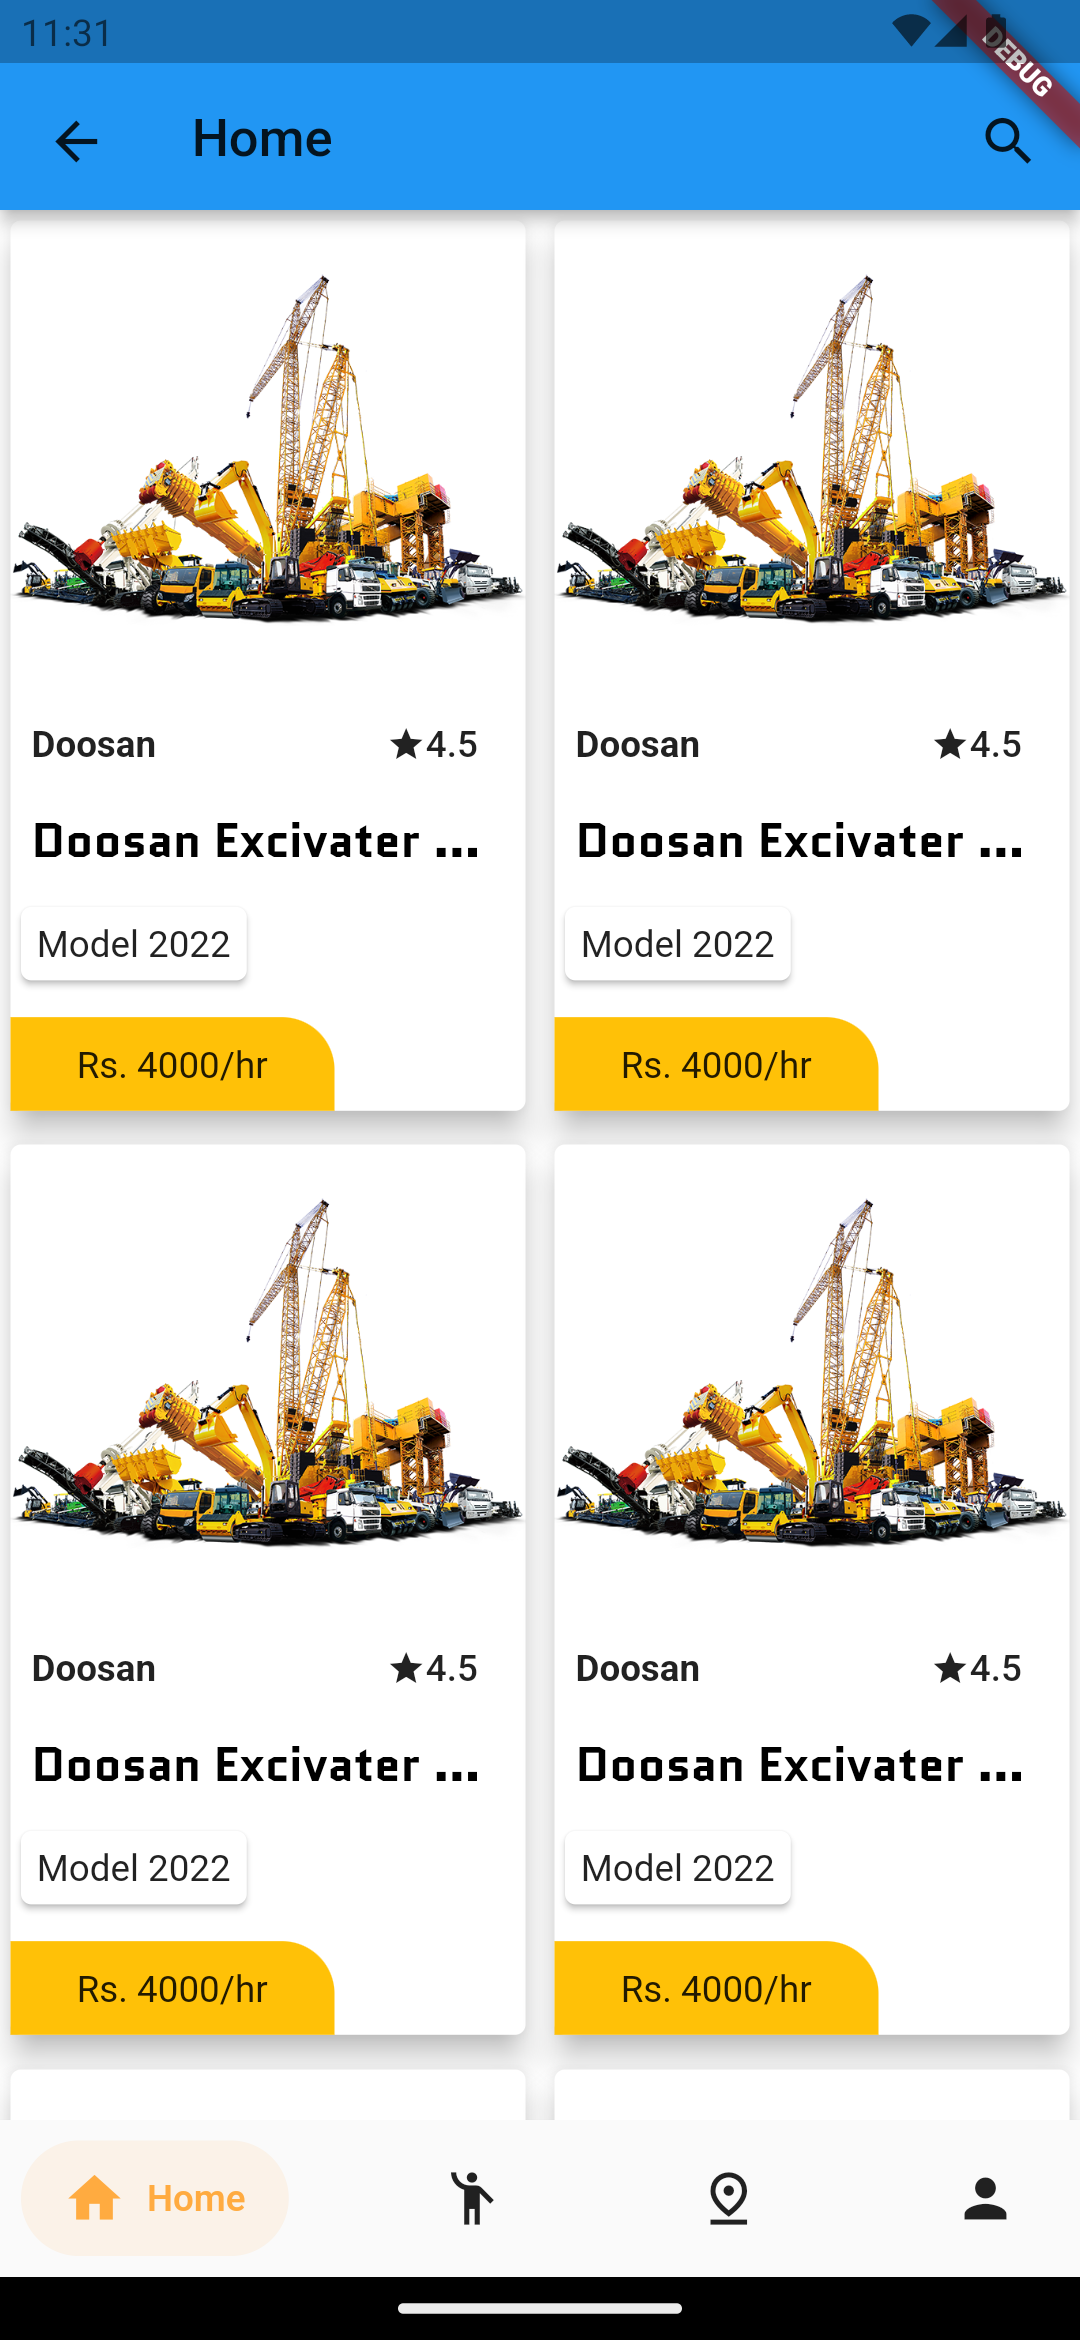 11:31
DEBUG
Home
Doosan ★4.5
Doosan Excivater ...
Model 2022
Rs. 4000/hr
Doosan ★4.5
Doosan Excivater ...
Model 2022
Rs. 4000/hr
Doosan ★4.5
Doosan Excivater ...
Model 2022
Rs. 4000/hr
Doosan ★4.5
Doosan Excivater ...
Model 2022
Rs. 4000/hr
Home